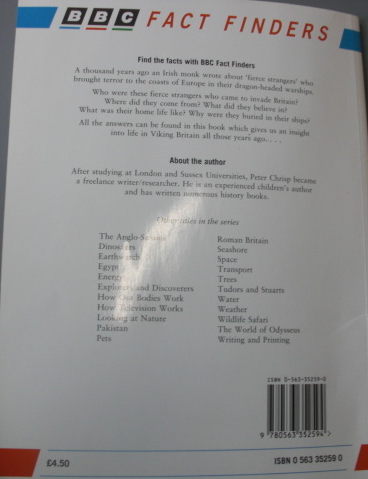 BBC FACT FINDERS
Find the facts with BBC Fact Finders
A thousand years ago an Irish monk wrote about 'fierce strangers' who
brought terror to the coasts of Europe in their dragon-headed warships.
Who were these fierce strangers who came to invade Britain?
Where did they come from? What did they believe in?
What was their home life like? Why were they buried in their ships?
All the answers can be found in this book which gives us an insight
into life in Viking Britain all those years ago. . . .
About the author
After studying at London and Sussex Universities, Peter Chrisp became
a freelance writer/researcher. He is an experienced children's author
and has written numerous history books.
Other titles in the series
The Anglo-Saxons
Dinosaurs
Earthwatch
Egypt
Energy
Explorers and Discoverers
How Our Bodies Work
How Television Works
Looking at Nature
Pakistan
Pets
Roman Britain
Seashore
Space
Transport
Trees
Tudors and Stuarts
Water
Weather
Wildlife Safari
The World of Odysseus
Writing and Printing
ISBN 0-563-35259-0
9 780563 352594 >
£4.50
ISBN 0 563 35259 0